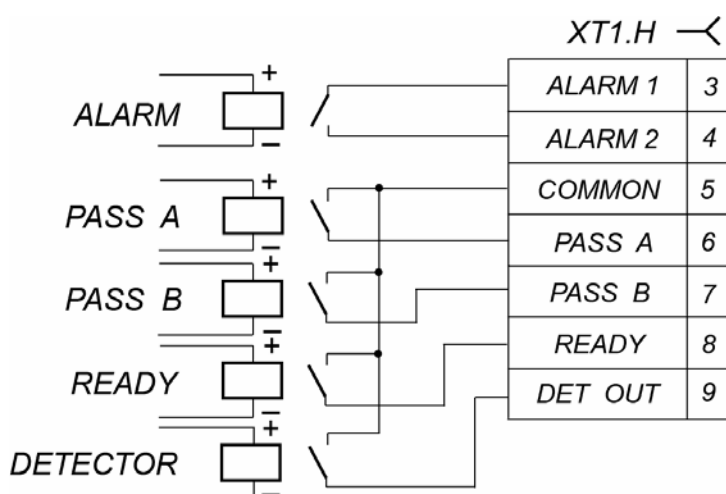 XT1.H
+
ALARM
−
ALARM 1 3
ALARM 2 4
+
PASS A
−
COMMON 5
PASS A 6
+
PASS B
−
PASS B 7
+
READY
−
READY 8
+
DETECTOR
−
DET OUT 9